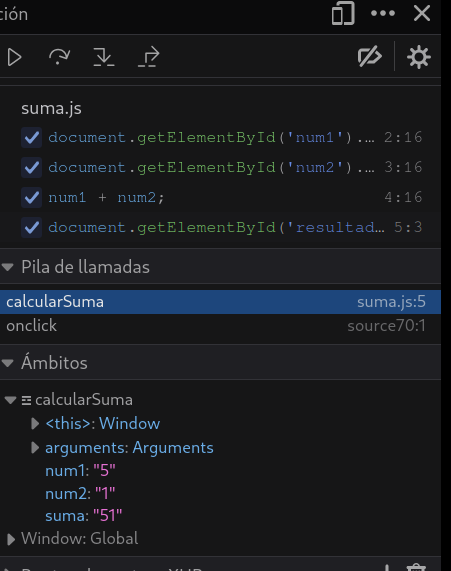 ción
suma.js
document.getElementById('num1').… 2:16
document.getElementById('num2').… 3:16
num1 + num2; 4:16
document.getElementById('resultad… 5:3
Pila de llamadas
calcularSuma suma.js:5
onclick source70:1
Ámbitos
calcularSuma
<this>: Window
arguments: Arguments
num1: "5"
num2: "1"
suma: "51"
Window: Global